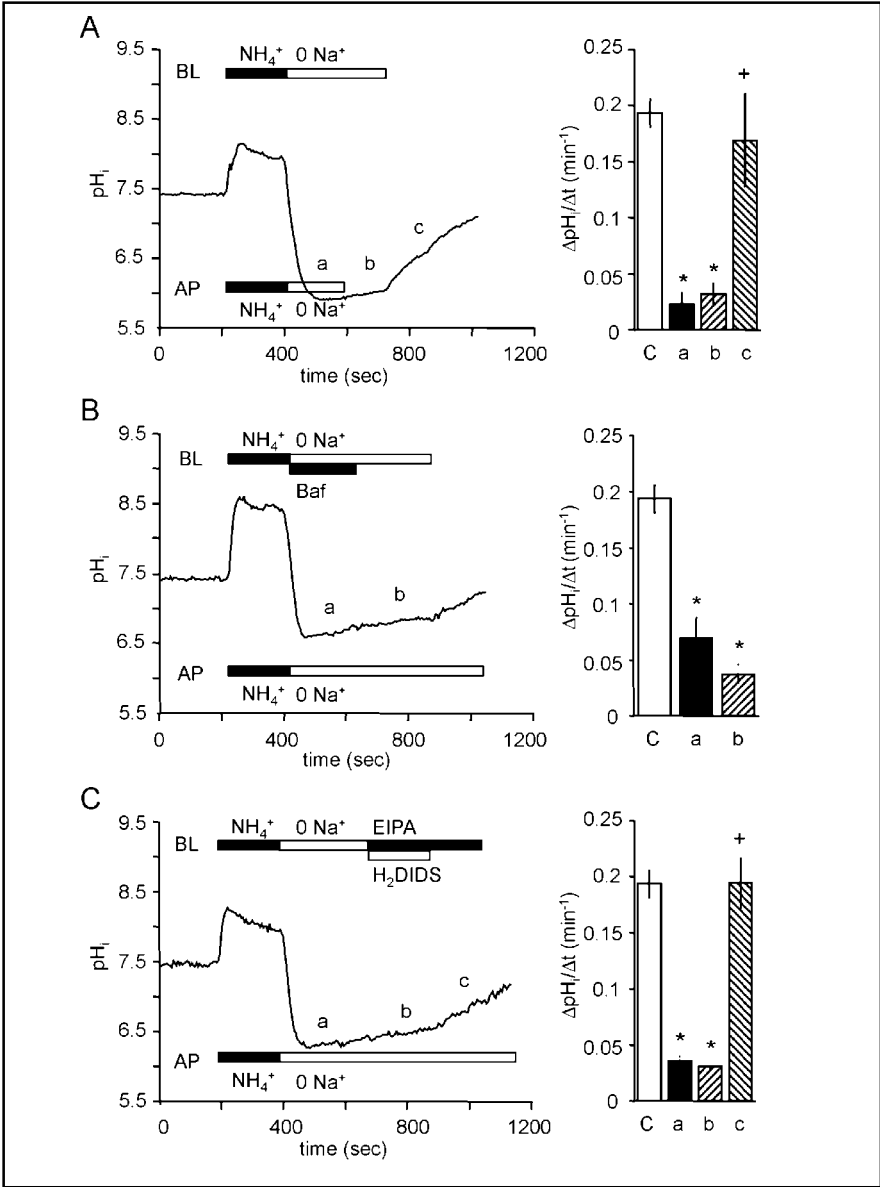 A
9.5
8.5
7.5
6.5
5.5
pHi
BL
NH4+ 0 Na+
a
b
c
AP
NH4+ 0 Na+
0 400 800 1200
time (sec)
0.25
0.2
0.15
0.1
0.05
0
ΔpHi/Δt (min-1)
*
*
+
C a b c
B
9.5
8.5
7.5
6.5
5.5
pHi
BL
NH4+ 0 Na+
Baf
a
b
AP
NH4+ 0 Na+
0 400 800 1200
time (sec)
0.25
0.2
0.15
0.1
0.05
0
ΔpHi/Δt (min-1)
*
*
C a b
C
9.5
8.5
7.5
6.5
5.5
pHi
BL
NH4+ 0 Na+ EIPA
H2DIDS
a
b
c
AP
NH4+ 0 Na+
0 400 800 1200
time (sec)
0.25
0.2
0.15
0.1
0.05
0
ΔpHi/Δt (min-1)
*
*
+
C a b c